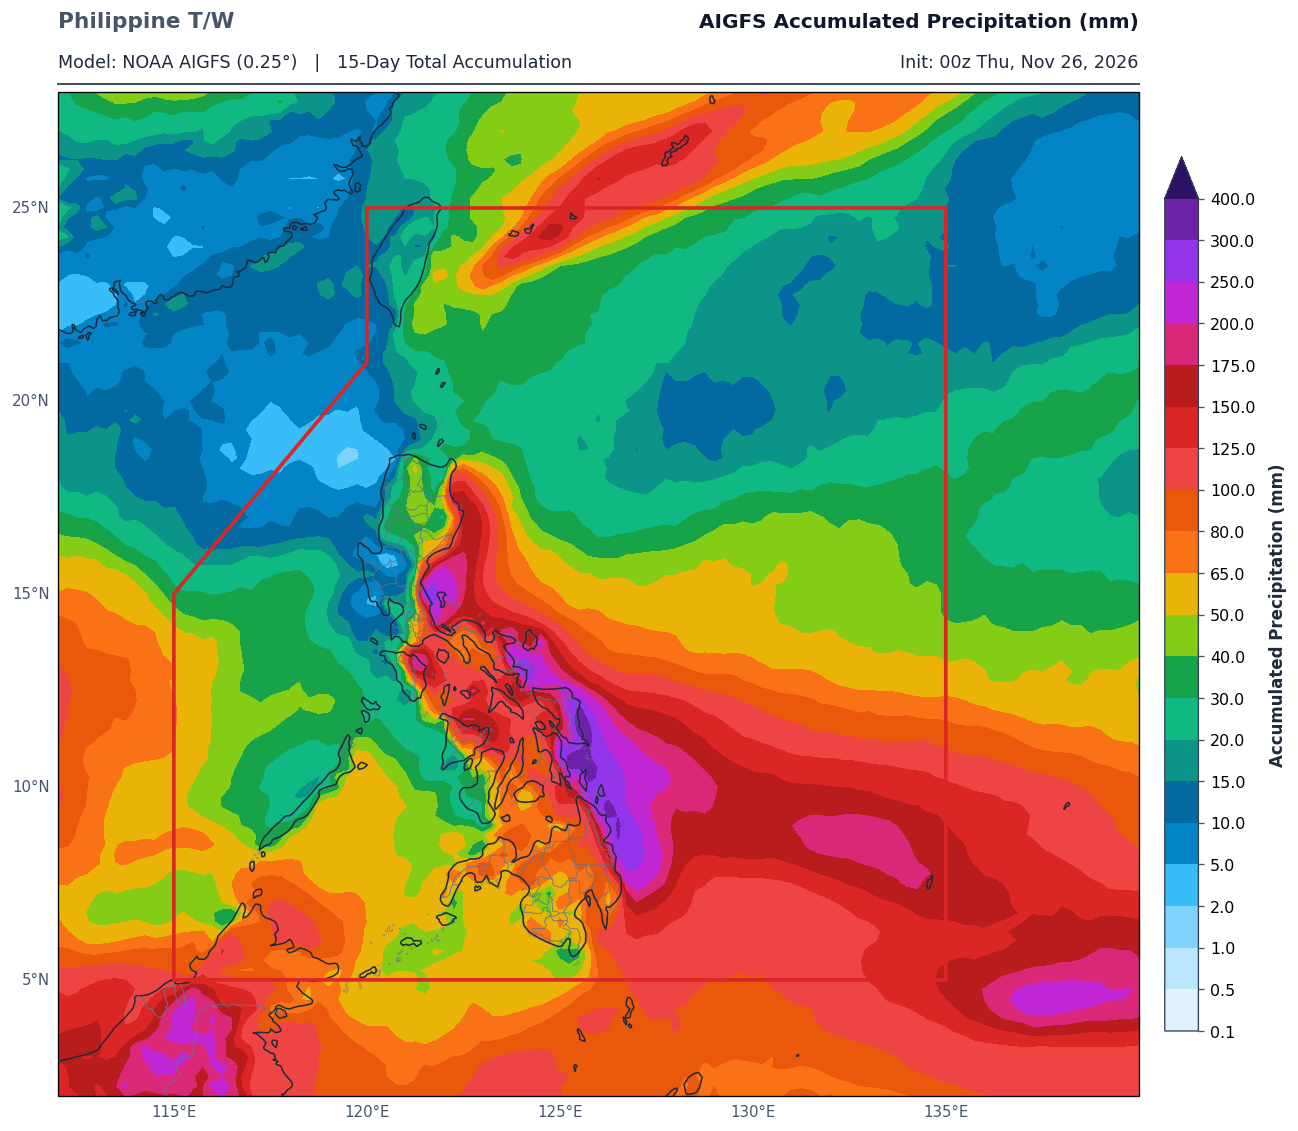 Philippine T/W
AIGFS Accumulated Precipitation (mm)
Model: NOAA AIGFS (0.25°)   |   15-Day Total Accumulation
Init: 00z Thu, Nov 26, 2026
25°N
20°N
15°N
10°N
5°N
115°E
120°E
125°E
130°E
135°E
400.0
300.0
250.0
200.0
175.0
150.0
125.0
100.0
80.0
65.0
50.0
40.0
30.0
20.0
15.0
10.0
5.0
2.0
1.0
0.5
0.1
Accumulated Precipitation (mm)